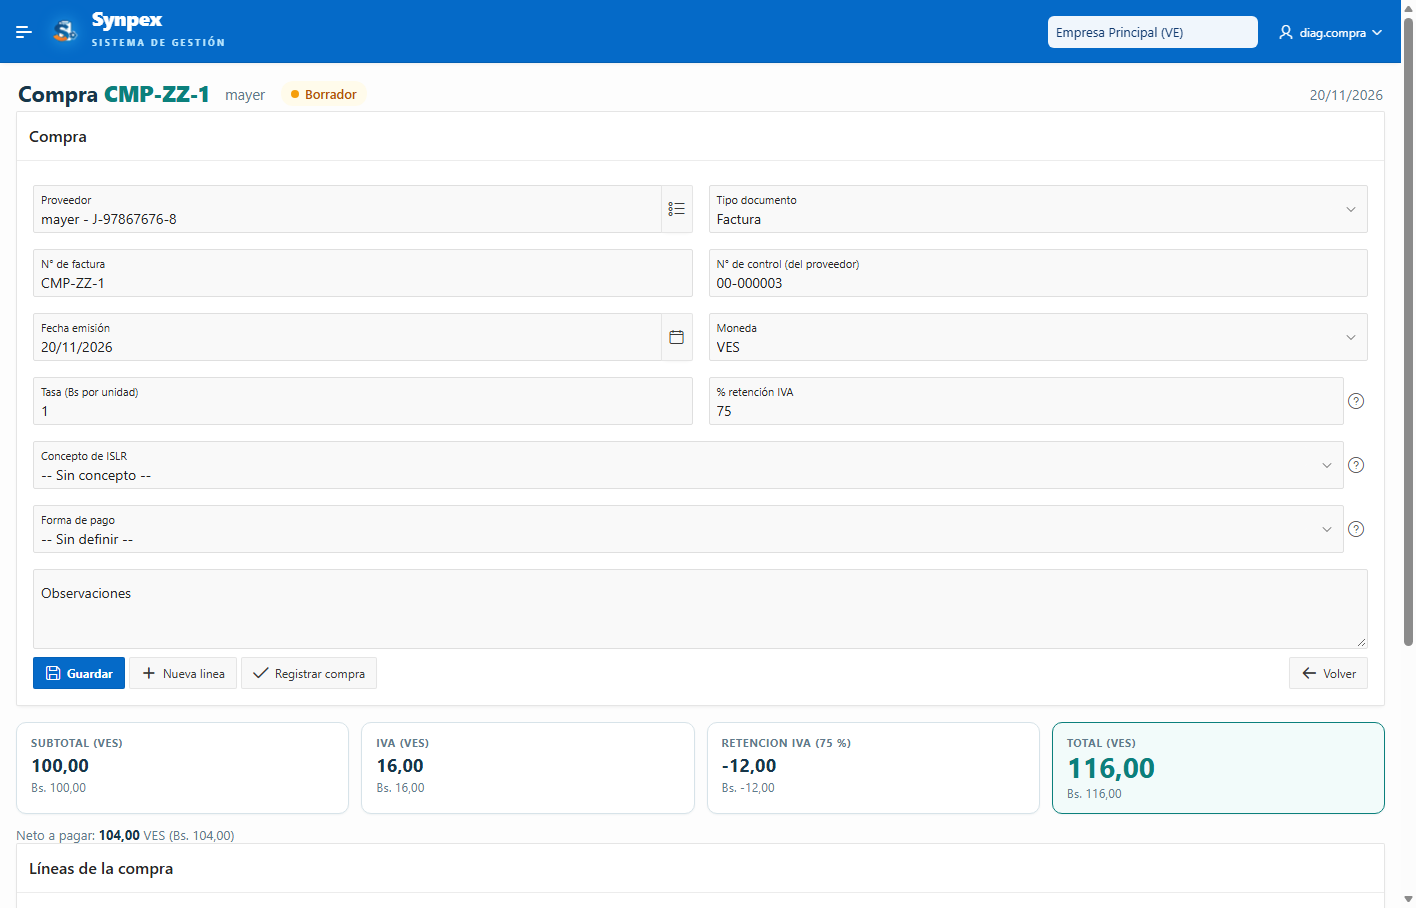 Synpex
SISTEMA DE GESTIÓN
Empresa Principal (VE)
diag.compra
Compra CMP-ZZ-1 mayer Borrador
20/11/2026
Compra
Proveedor
mayer - J-97867676-8
Tipo documento
Factura
N° de factura
CMP-ZZ-1
N° de control (del proveedor)
00-000003
Fecha emisión
20/11/2026
Moneda
VES
Tasa (Bs por unidad)
1
% retención IVA
75
Concepto de ISLR
-- Sin concepto --
Forma de pago
-- Sin definir --
Observaciones
Guardar
Nueva linea
Registrar compra
Volver
SUBTOTAL (VES)
100,00
Bs. 100,00
IVA (VES)
16,00
Bs. 16,00
RETENCION IVA (75 %)
-12,00
Bs. -12,00
TOTAL (VES)
116,00
Bs. 116,00
Neto a pagar: 104,00 VES (Bs. 104,00)
Líneas de la compra